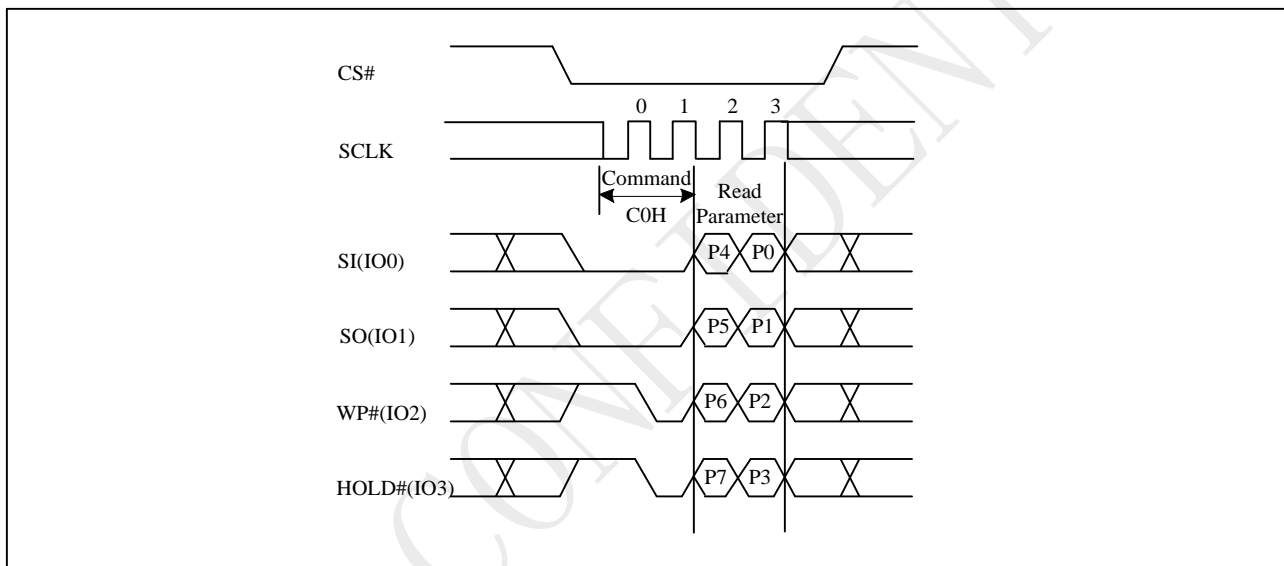 CS#
0 1 2 3
SCLK
Command
C0H
Read
Parameter
SI(IO0)
P4 P0
SO(IO1)
P5 P1
WP#(IO2)
P6 P2
HOLD#(IO3)
P7 P3